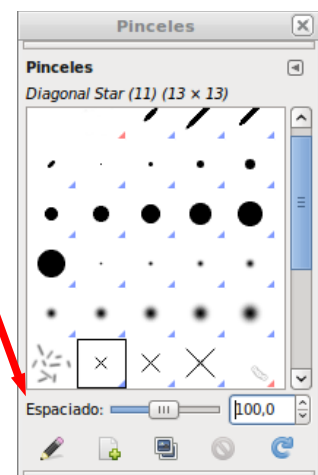 Pinceles
Pinceles
Diagonal Star (11) (13 × 13)
Espaciado: 100,0